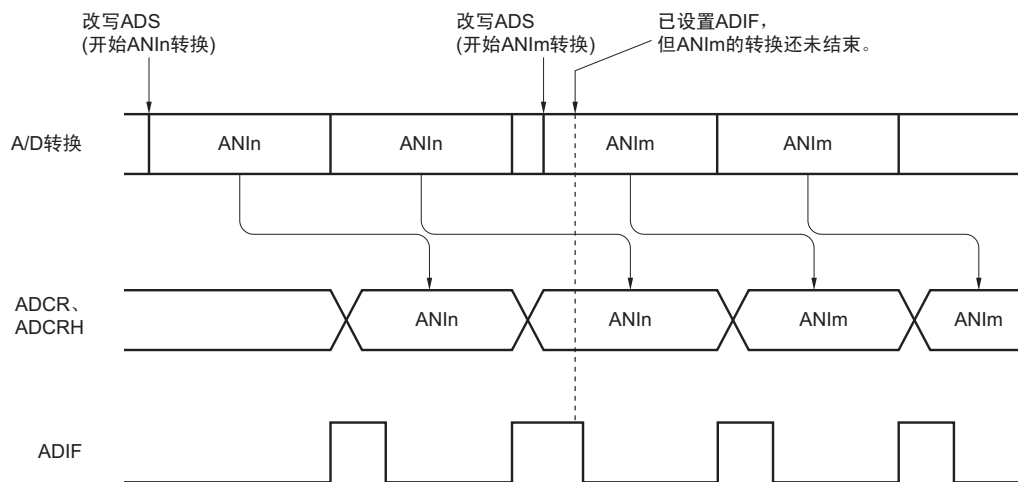 改写ADS
(开始ANIn转换)
改写ADS
(开始ANIm转换)
已设置ADIF，
但ANIm的转换还未结束。
A/D转换
ANIn
ANIn
ANIm
ANIm
ADCR、
ADCRH
ANIn
ANIn
ANIm
ANIm
ADIF